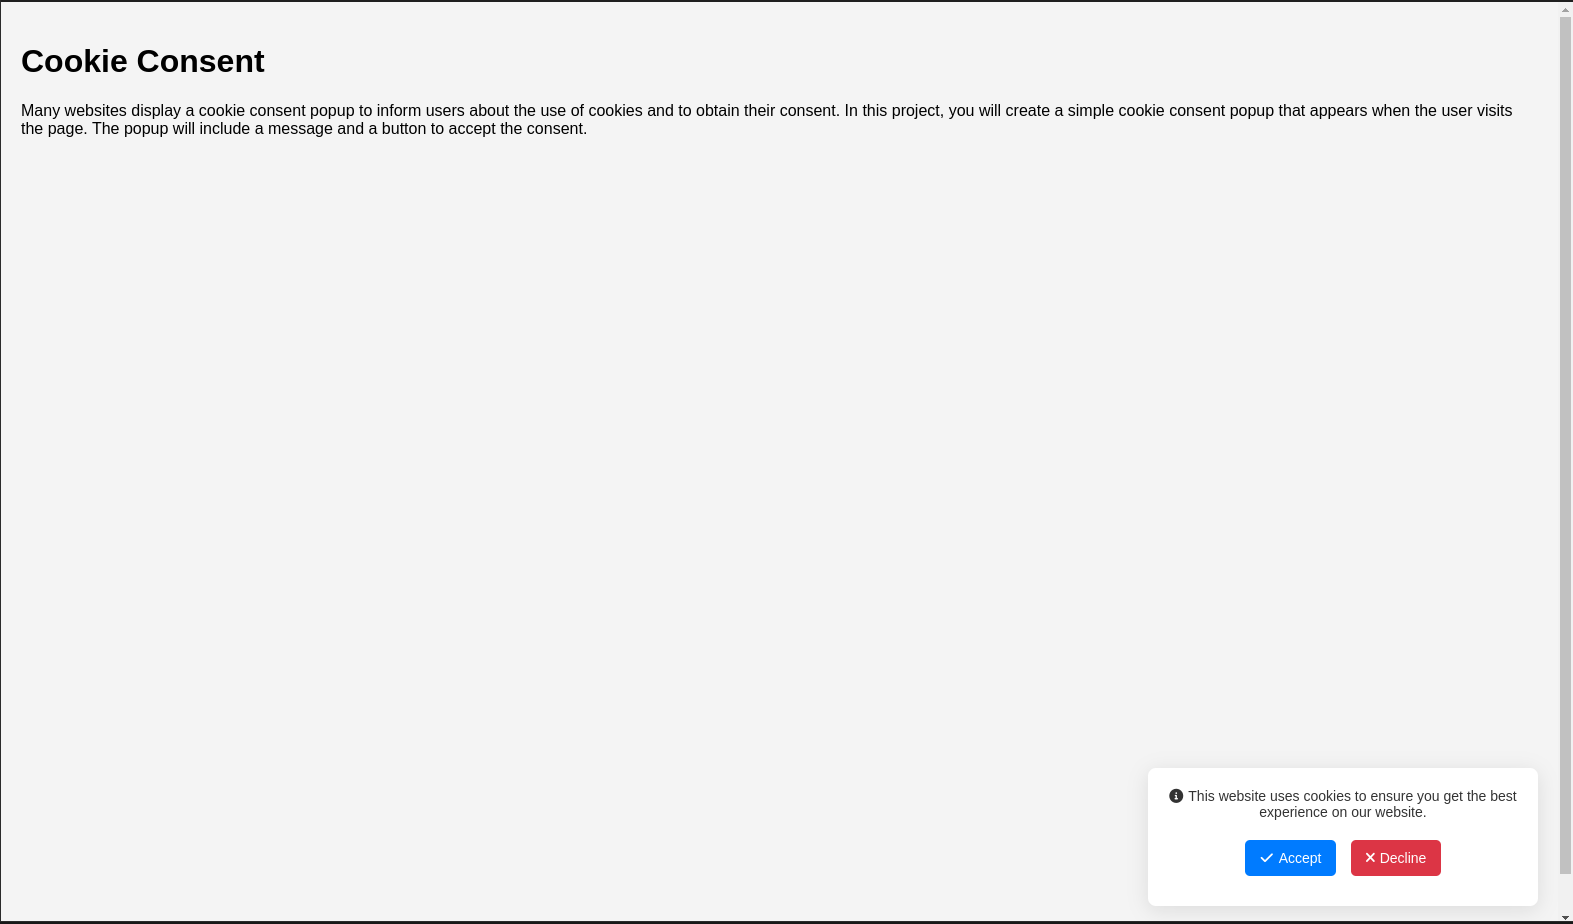 Cookie Consent
Many websites display a cookie consent popup to inform users about the use of cookies and to obtain their consent. In this project, you will create a simple cookie consent popup that appears when the user visits
the page. The popup will include a message and a button to accept the consent.
This website uses cookies to ensure you get the best
experience on our website.
Accept
Decline